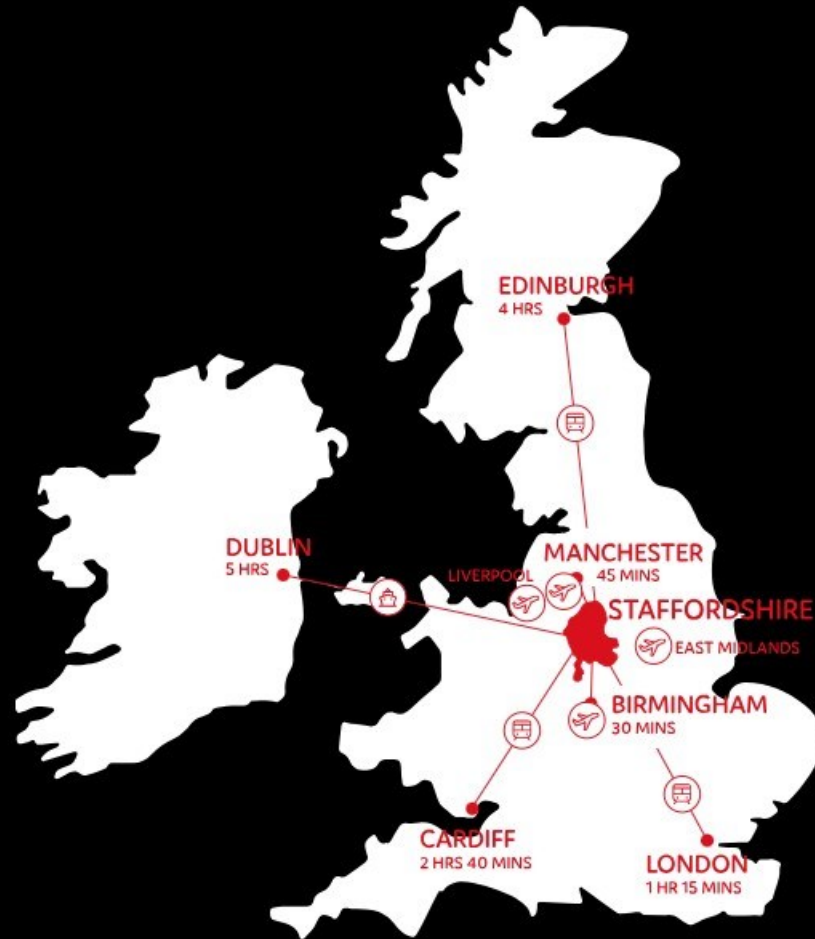 EDINBURGH
4 HRS
DUBLIN
5 HRS
MANCHESTER
45 MINS
LIVERPOOL
STAFFORDSHIRE
EAST MIDLANDS
BIRMINGHAM
30 MINS
CARDIFF
2 HRS 40 MINS
LONDON
1 HR 15 MINS